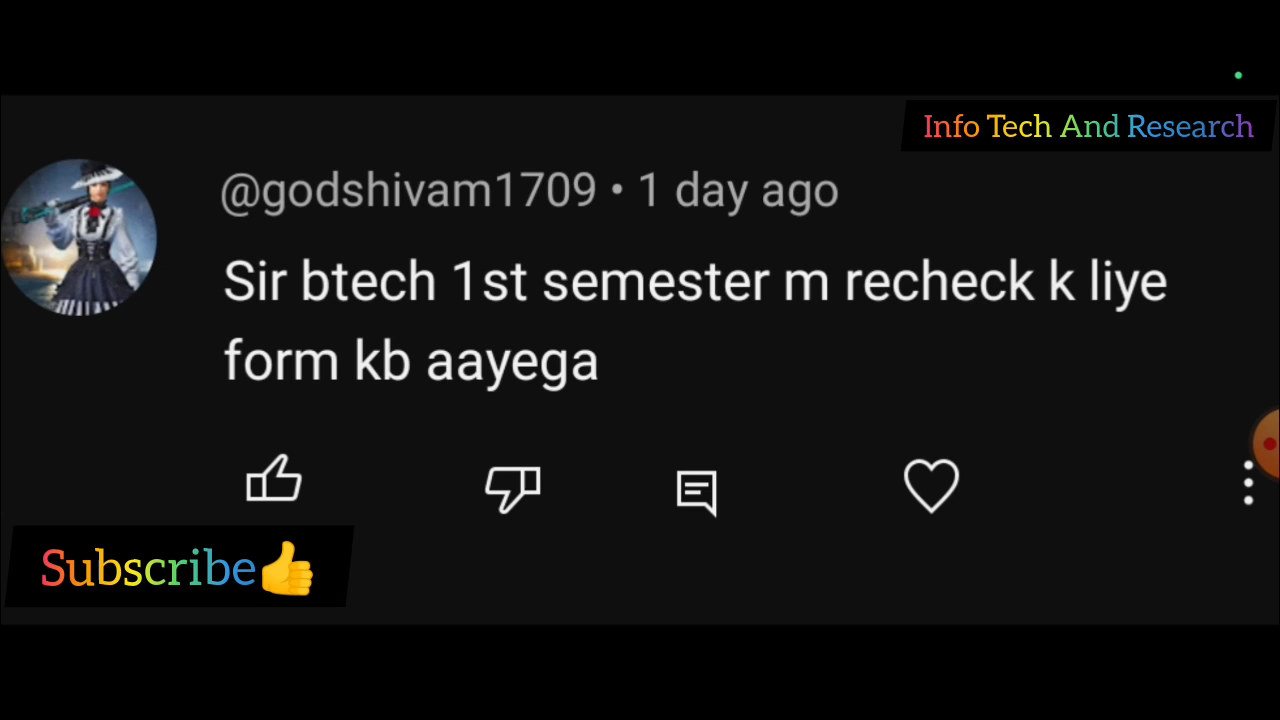 Info Tech And Research
@godshivam1709 • 1 day ago
Sir btech 1st semester m recheck k liye
form kb aayega
Subscribe👍